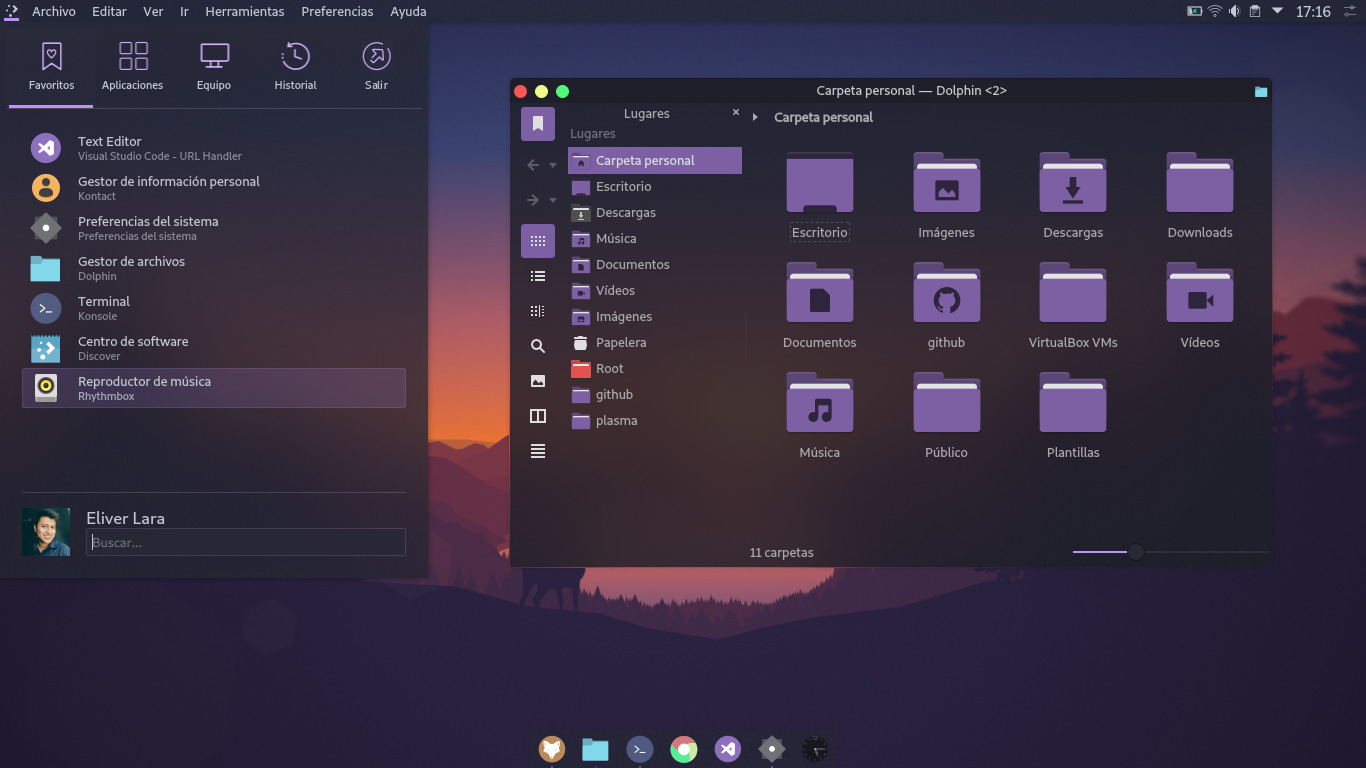 Archivo Editar Ver Ir Herramientas Preferencias Ayuda
17:16
Favoritos Aplicaciones Equipo Historial Salir
Text Editor
Visual Studio Code - URL Handler
Gestor de información personal
Kontact
Preferencias del sistema
Preferencias del sistema
Gestor de archivos
Dolphin
Terminal
Konsole
Centro de software
Discover
Reproductor de música
Rhythmbox
Eliver Lara
Buscar...
Carpeta personal — Dolphin <2>
Lugares
Lugares
Carpeta personal
Escritorio
Descargas
Música
Documentos
Vídeos
Imágenes
Papelera
Root
github
plasma
Carpeta personal
Escritorio Imágenes Descargas Downloads
Documentos github VirtualBox VMs Vídeos
Música Público Plantillas
11 carpetas